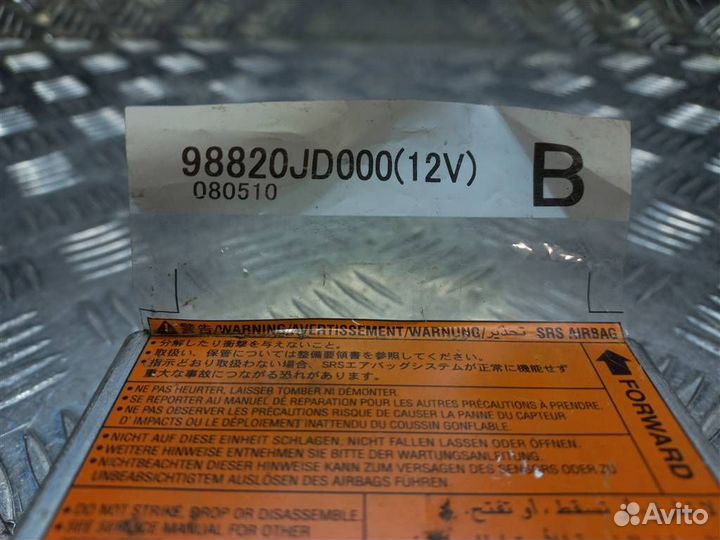 98820JD000(12V) B
080510
警告/WARNING/AVERTISSEMENT/WARNUNG/تحذير SRS AIRBAG
•分解したり衝撃を与えないこと。
•取扱い、保管については整備要領書を参照してください。
•指示どおり取扱わない場合、SRSエアバッグシステムが正常に機能せず
重大な事故につながる恐れがあります。
•NE PAS HEURTER, LAISSEB TOMBER NI DÉMONTER.
•SE REPORTER AU MANUEL DE RÉPARATION POUR LES AUTRES PRÉCAUTIONS À PRENDRE.
•NE PAS OBSERVER LES PRÉCAUTIONS RISQUE DE CAUSER LA PANNE DU CAPTEUR
D' IMPACTS OU LE DÉPLOIEMENT INATTENDU DU COUSSIN GONFLABLE.
•NICHT AUF DIESE EINHEIT SCHLAGEN, NICHT FALLEN LASSEN ODER ÖFFNEN.
•WEITERE HINWEISE ENTNEHMEN SIE BITTE DER WARTUNGSANLEITUNG.
•NICHTBEACHTEN DIESER HINWEISE KANN ZUM VERSAGEN DES SENSORS ODER ZU
UNBEABSICHTIGTEM AUSLÖSEN DES AIRBAGS FÜHREN.
FORWARD
•DO NOT STRIKE, DROP OR DISASSEMBLE.
•SEE SERVICE MANUAL FOR OTHER
تسقط، أو تفتح.
Avito